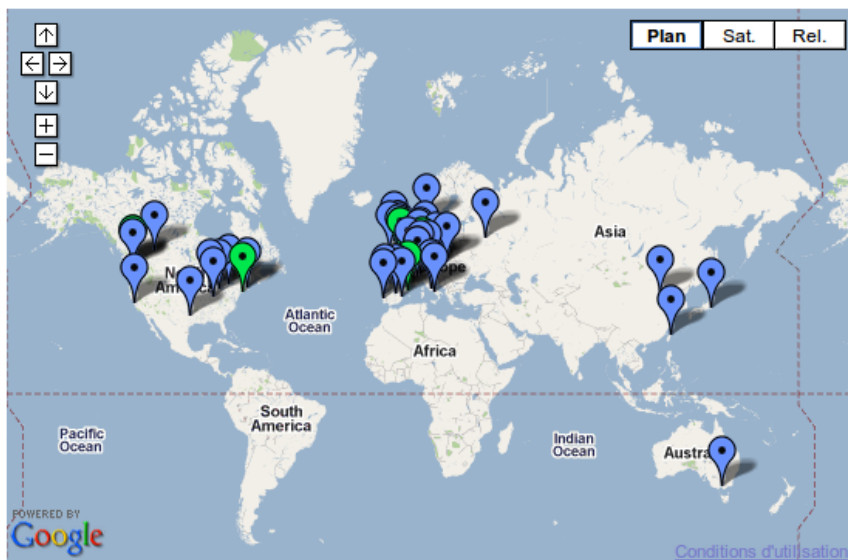 Plan
Sat.
Rel.
Asia
Atlantic
Ocean
Africa
South
America
Pacific
Ocean
Indian
Ocean
POWERED BY
Google
Conditions d'utilisation